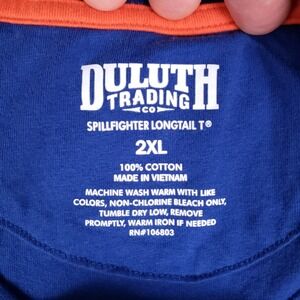 DULUTH
TRADING
CO
SPILLFIGHTER LONGTAIL T®
2XL
100% COTTON
MADE IN VIETNAM
MACHINE WASH WARM WITH LIKE
COLORS, NON-CHLORINE BLEACH ONLY,
TUMBLE DRY LOW, REMOVE
PROMPTLY, WARM IRON IF NEEDED
RN#106803